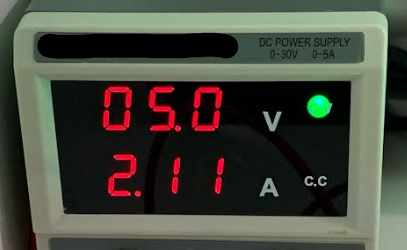 DC POWER SUPPLY
0-30V 0-5A
05.0 V
2.11 A C.C